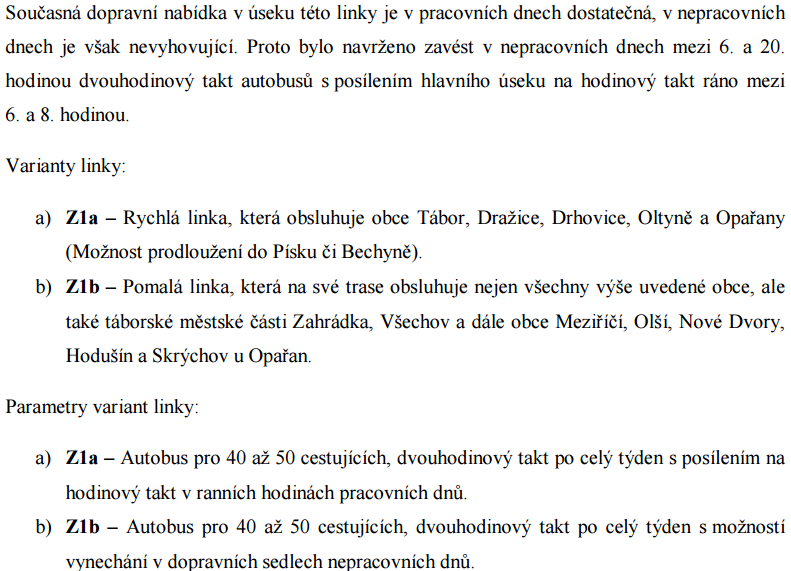 Současná dopravní nabídka v úseku této linky je v pracovních dnech dostatečná, v nepracovních
dnech je však nevyhovující. Proto bylo navrženo zavést v nepracovních dnech mezi 6. a 20.
hodinou dvouhodinový takt autobusů s posílením hlavního úseku na hodinový takt ráno mezi
6. a 8. hodinou.
Varianty linky:
a) Z1a – Rychlá linka, která obsluhuje obce Tábor, Dražice, Drhovice, Oltyně a Opařany
(Možnost prodloužení do Písku či Bechyně).
b) Z1b – Pomalá linka, která na své trase obsluhuje nejen všechny výše uvedené obce, ale
také táborské městské části Zahrádka, Všechov a dále obce Meziříčí, Olší, Nové Dvory,
Hodušín a Skrýchov u Opařan.
Parametry variant linky:
a) Z1a – Autobus pro 40 až 50 cestujících, dvouhodinový takt po celý týden s posílením na
hodinový takt v ranních hodinách pracovních dnů.
b) Z1b – Autobus pro 40 až 50 cestujících, dvouhodinový takt po celý týden s možností
vynechání v dopravních sedlech nepracovních dnů.